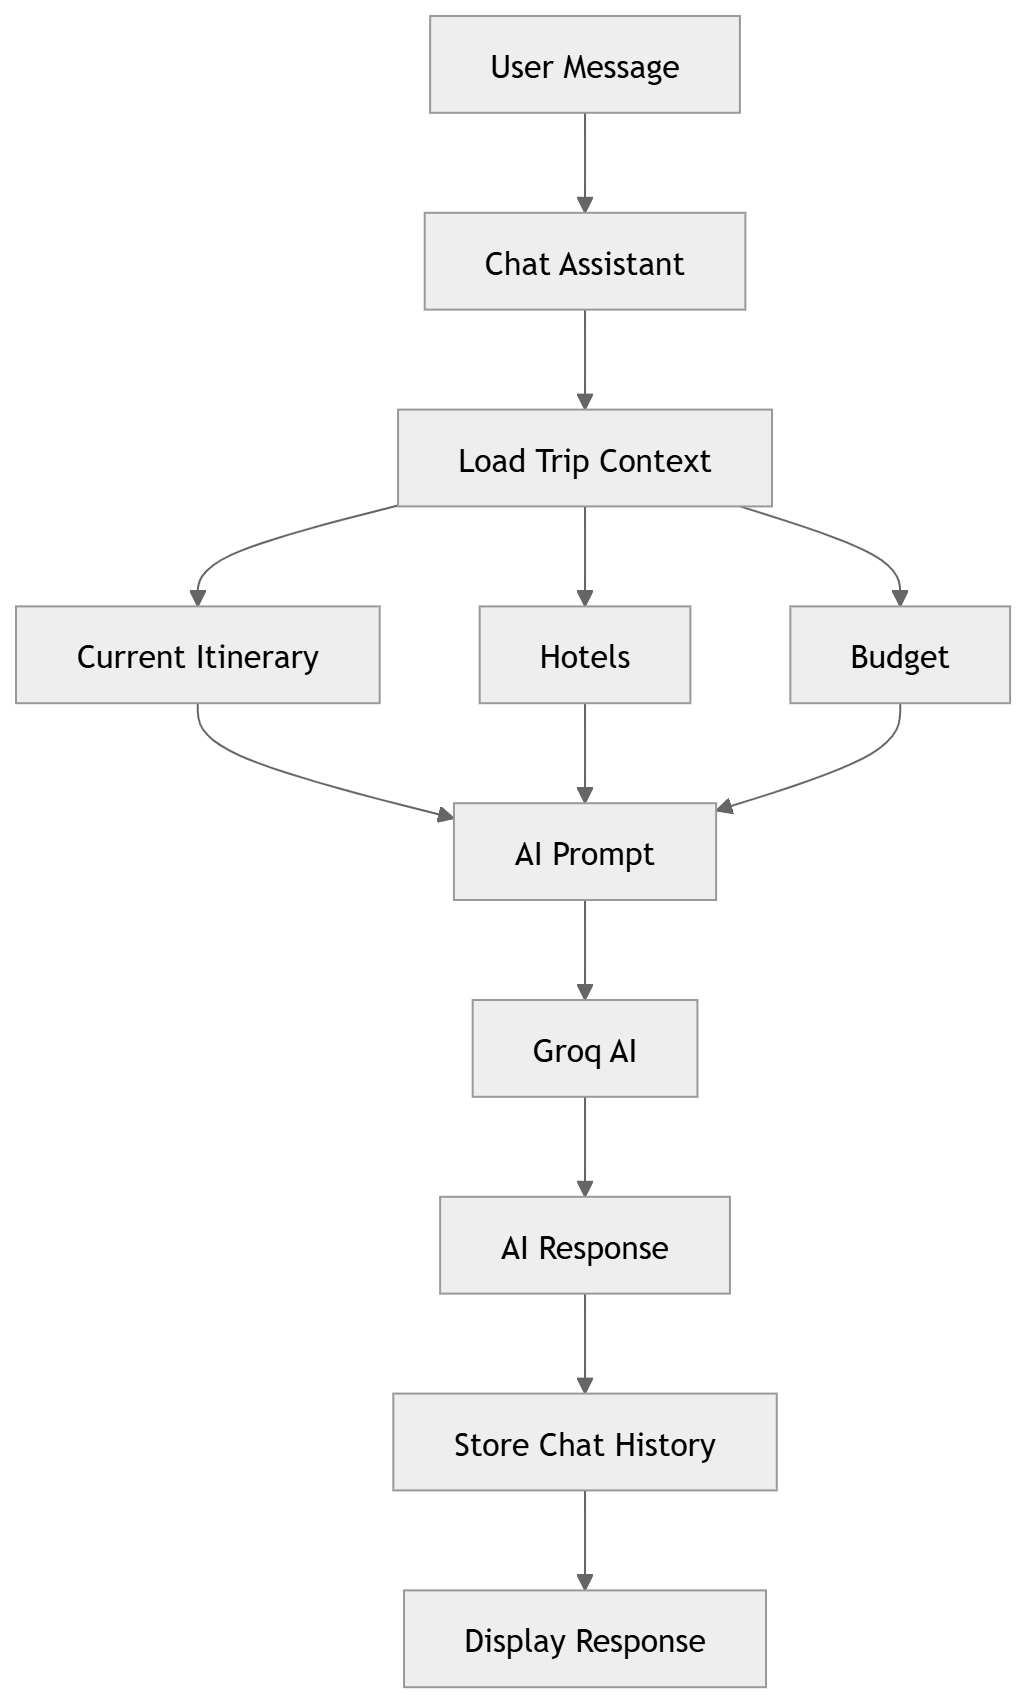 User Message
Chat Assistant
Load Trip Context
Current Itinerary
Hotels
Budget
AI Prompt
Groq AI
AI Response
Store Chat History
Display Response